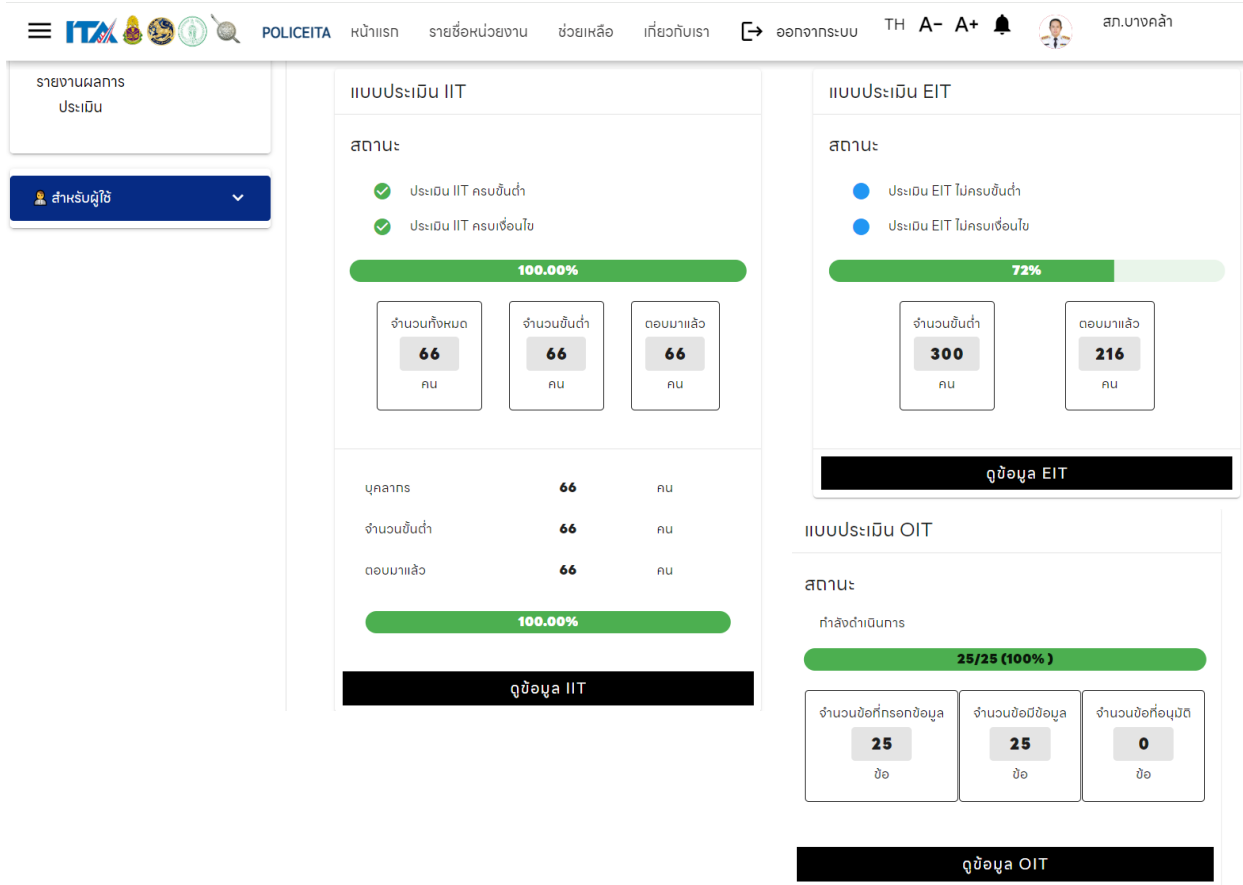 ITA POLICEITA หน้าแรก รายชื่อหน่วยงาน ช่วยเหลือ เกี่ยวกับเรา ออกจากระบบ TH A- A+ สภ.บางคล้า
รายงานผลการ
ประเมิน
สำหรับผู้ใช้
แบบประเมิน IIT
สถานะ
ประเมิน IIT ครบขั้นต่ำ
ประเมิน IIT ครบเงื่อนไข
100.00%
จำนวนทั้งหมด จำนวนขั้นต่ำ ตอบมาแล้ว
66 66 66
คน คน คน
บุคลากร 66 คน
จำนวนขั้นต่ำ 66 คน
ตอบมาแล้ว 66 คน
100.00%
ดูข้อมูล IIT
แบบประเมิน EIT
สถานะ
ประเมิน EIT ไม่ครบขั้นต่ำ
ประเมิน EIT ไม่ครบเงื่อนไข
72%
จำนวนขั้นต่ำ ตอบมาแล้ว
300 216
คน คน
ดูข้อมูล EIT
แบบประเมิน OIT
สถานะ
กำลังดำเนินการ
25/25 (100% )
จำนวนข้อที่กรอกข้อมูล จำนวนข้อมีข้อมูล จำนวนข้อที่อนุมัติ
25 25 0
ข้อ ข้อ ข้อ
ดูข้อมูล OIT